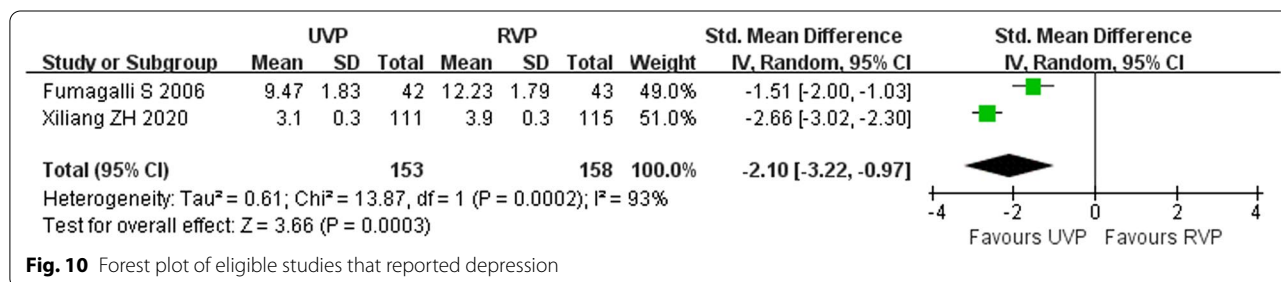 UVP RVP Std. Mean Difference Std. Mean Difference
Study or Subgroup Mean SD Total Mean SD Total Weight IV, Random, 95% CI IV, Random, 95% CI
Fumagalli S 2006 9.47 1.83 42 12.23 1.79 43 49.0% -1.51 [-2.00, -1.03]
Xiliang ZH 2020 3.1 0.3 111 3.9 0.3 115 51.0% -2.66 [-3.02, -2.30]
Total (95% CI) 153 158 100.0% -2.10 [-3.22, -0.97]
Heterogeneity: Tau² = 0.61; Chi² = 13.87, df = 1 (P = 0.0002); I² = 93%
Test for overall effect: Z = 3.66 (P = 0.0003)
-4 -2 0 2 4
Favours UVP Favours RVP
Fig. 10 Forest plot of eligible studies that reported depression